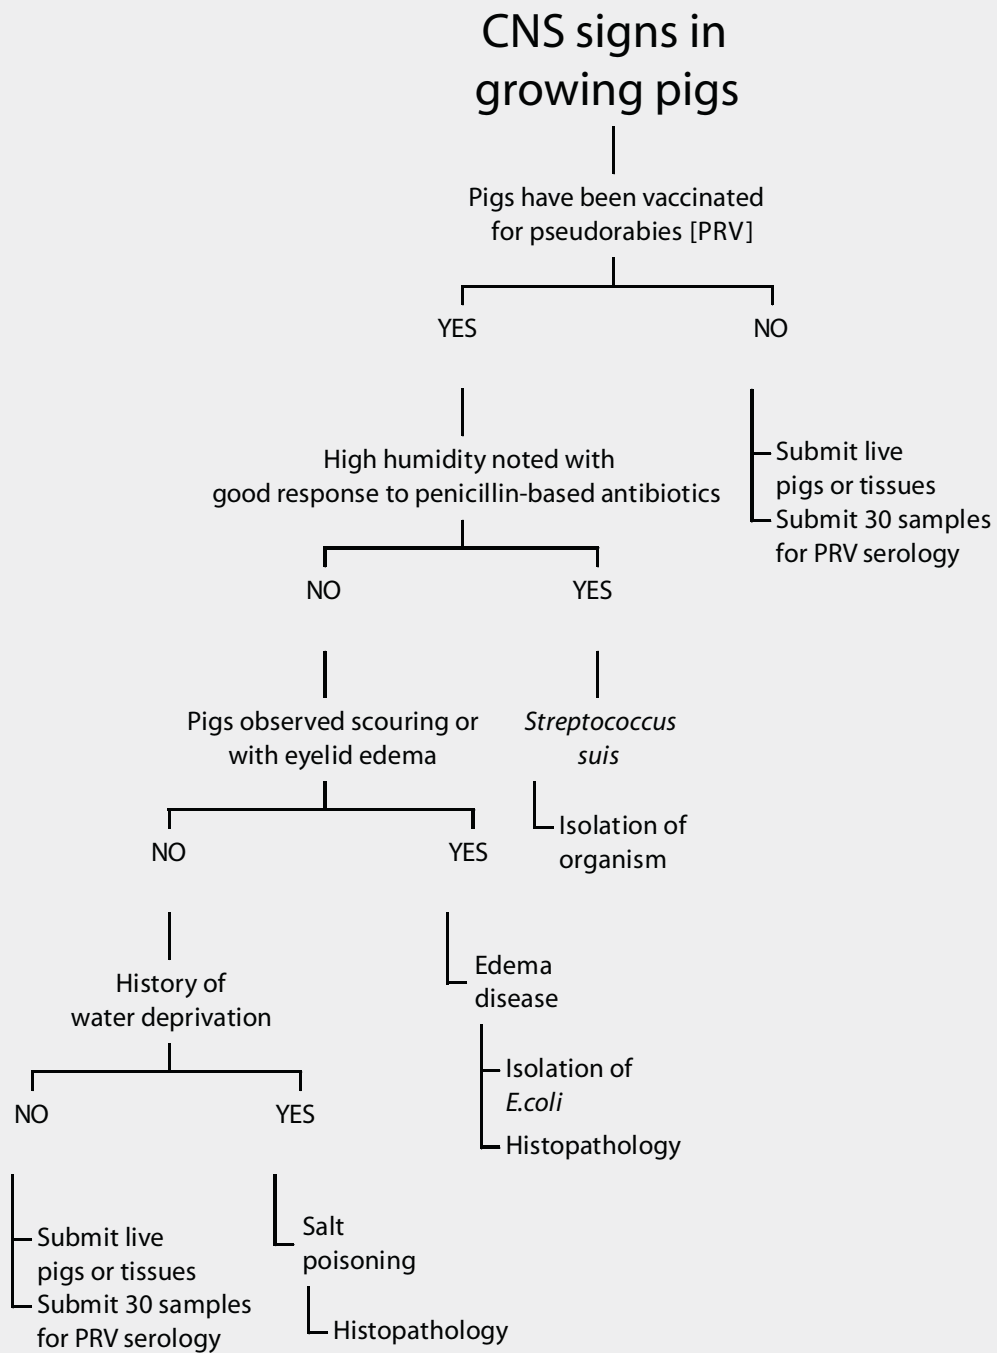 CNS signs in
growing pigs
Pigs have been vaccinated
for pseudorabies [PRV]
YES
NO
High humidity noted with
good response to penicillin-based antibiotics
Submit live
pigs or tissues
Submit 30 samples
for PRV serology
NO
YES
Pigs observed scouring or
with eyelid edema
Streptococcus
suis
Isolation of
organism
NO
YES
History of
water deprivation
Edema
disease
Isolation of
E.coli
Histopathology
NO
YES
Submit live
pigs or tissues
Submit 30 samples
for PRV serology
Salt
poisoning
Histopathology